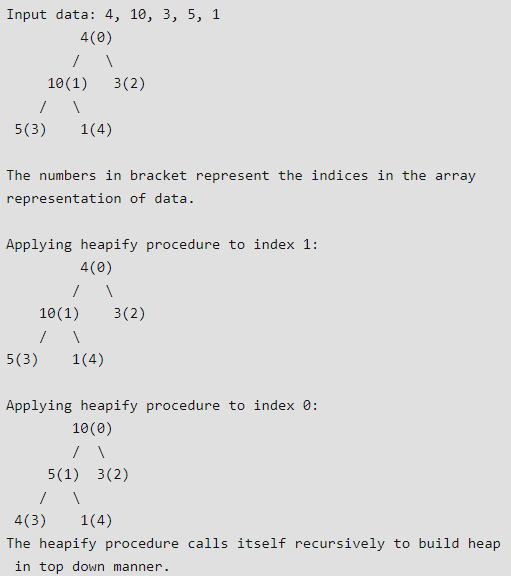 Input data: 4, 10, 3, 5, 1
         4(0)
        /   \
     10(1)   3(2)
    /   \
 5(3)    1(4)

The numbers in bracket represent the indices in the array
representation of data.

Applying heapify procedure to index 1:
         4(0)
        /   \
    10(1)    3(2)
    /   \
5(3)    1(4)

Applying heapify procedure to index 0:
        10(0)
        /  \
     5(1)  3(2)
    /   \
 4(3)    1(4)
The heapify procedure calls itself recursively to build heap
 in top down manner.